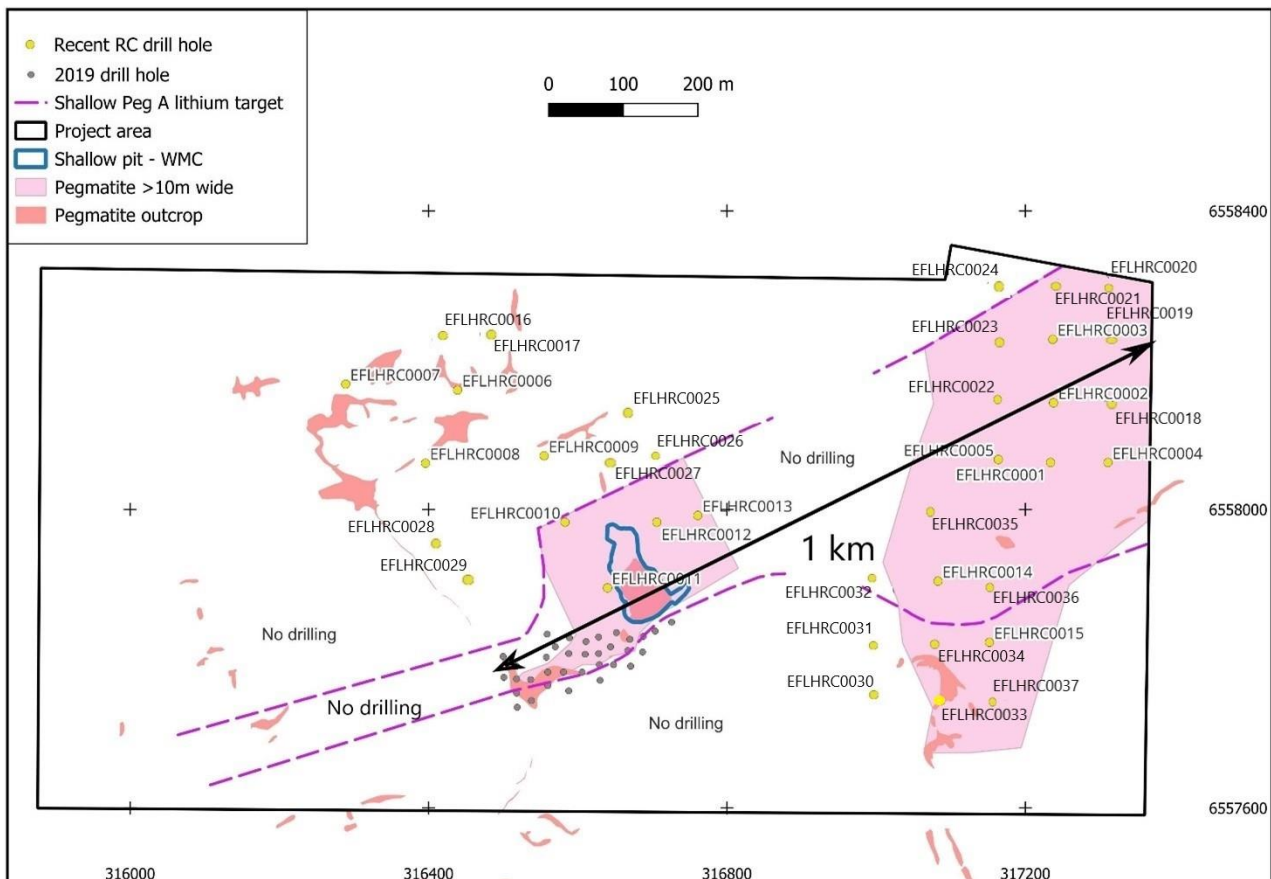 Recent RC drill hole
2019 drill hole
Shallow Peg A lithium target
Project area
Shallow pit - WMC
Pegmatite >10m wide
Pegmatite outcrop
0 100 200 m
6558400
EFLHRC0024
EFLHRC0020
EFLHRC0021
EFLHRC0019
EFLHRC0016
EFLHRC0023
EFLHRC0003
EFLHRC0017
EFLHRC0007
EFLHRC0006
EFLHRC0022
EFLHRC0002
EFLHRC0025
EFLHRC0018
EFLHRC0008
EFLHRC0009
EFLHRC0026
No drilling
EFLHRC0005
EFLHRC0004
EFLHRC0027
EFLHRC0001
EFLHRC0010
EFLHRC0013
6558000
EFLHRC0028
EFLHRC0012
EFLHRC0035
1 km
EFLHRC0029
EFLHRC0011
EFLHRC0014
EFLHRC0032
EFLHRC0036
No drilling
EFLHRC0031
EFLHRC0015
EFLHRC0034
No drilling
No drilling
EFLHRC0030
EFLHRC0037
EFLHRC0033
6557600
316000
316400
316800
317200